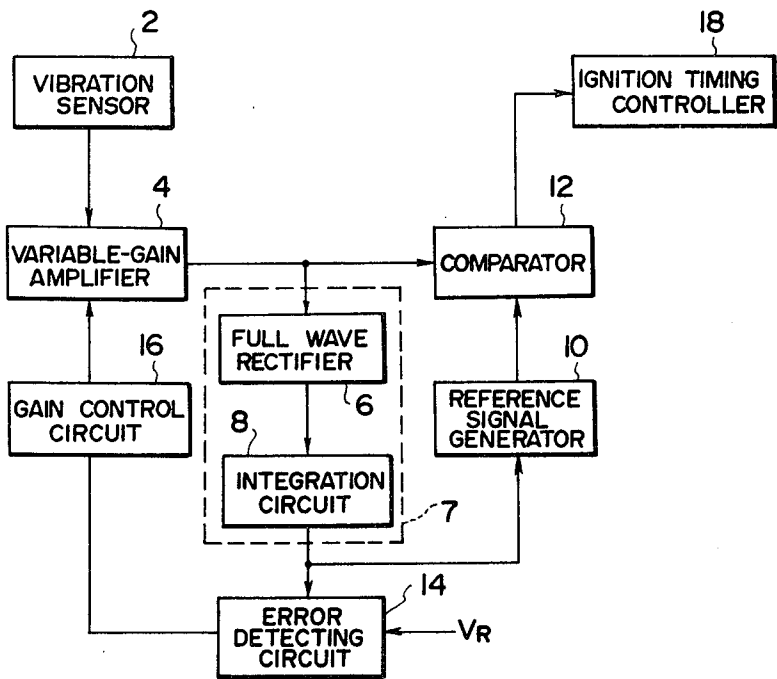 2
VIBRATION
SENSOR
18
IGNITION TIMING
CONTROLLER
4
VARIABLE-GAIN
AMPLIFIER
12
COMPARATOR
FULL WAVE
RECTIFIER
6
16
GAIN CONTROL
CIRCUIT
10
REFERENCE
SIGNAL
GENERATOR
8
INTEGRATION
CIRCUIT
7
14
ERROR
DETECTING
CIRCUIT
VR